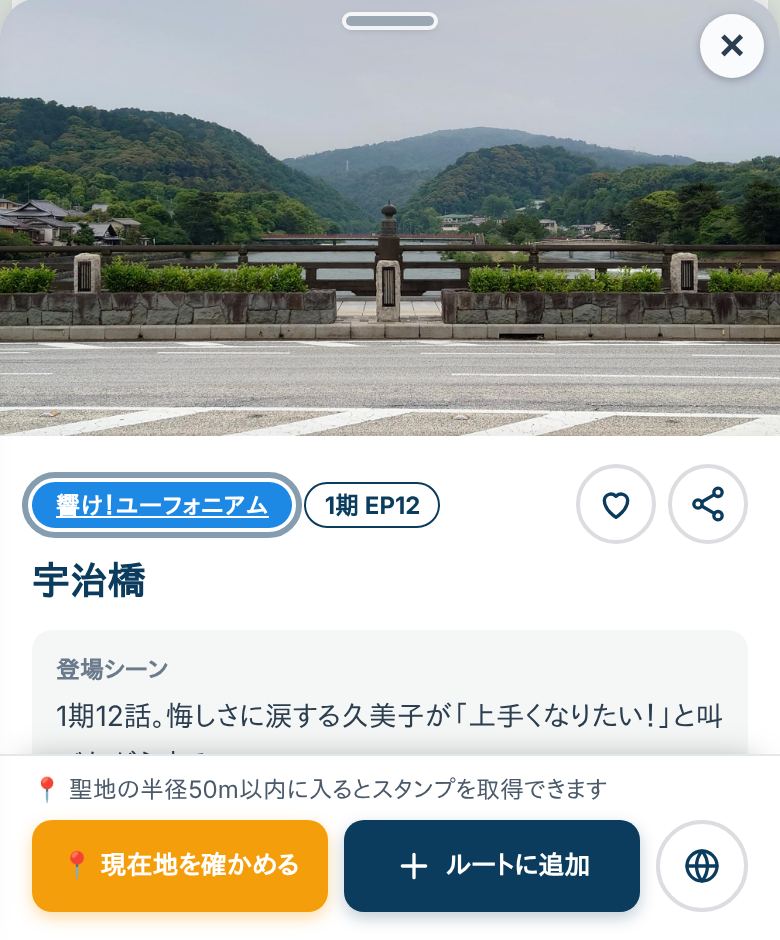 響け！ユーフォニアム
1期 EP12
宇治橋
登場シーン
1期12話。悔しさに涙する久美子が「上手くなりたい！」と叫
聖地の半径50m以内に入るとスタンプを取得できます
現在地を確かめる
ルートに追加